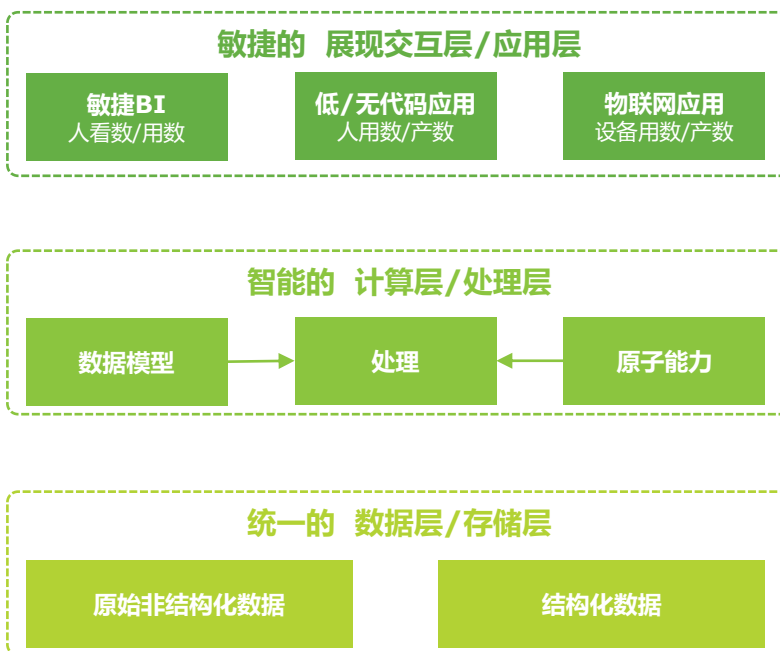 敏捷的 展现交互层/应用层
敏捷BI
人看数/用数
低/无代码应用
人用数/产数
物联网应用
设备用数/产数
智能的 计算层/处理层
数据模型
处理
原子能力
统一的 数据层/存储层
原始非结构化数据
结构化数据